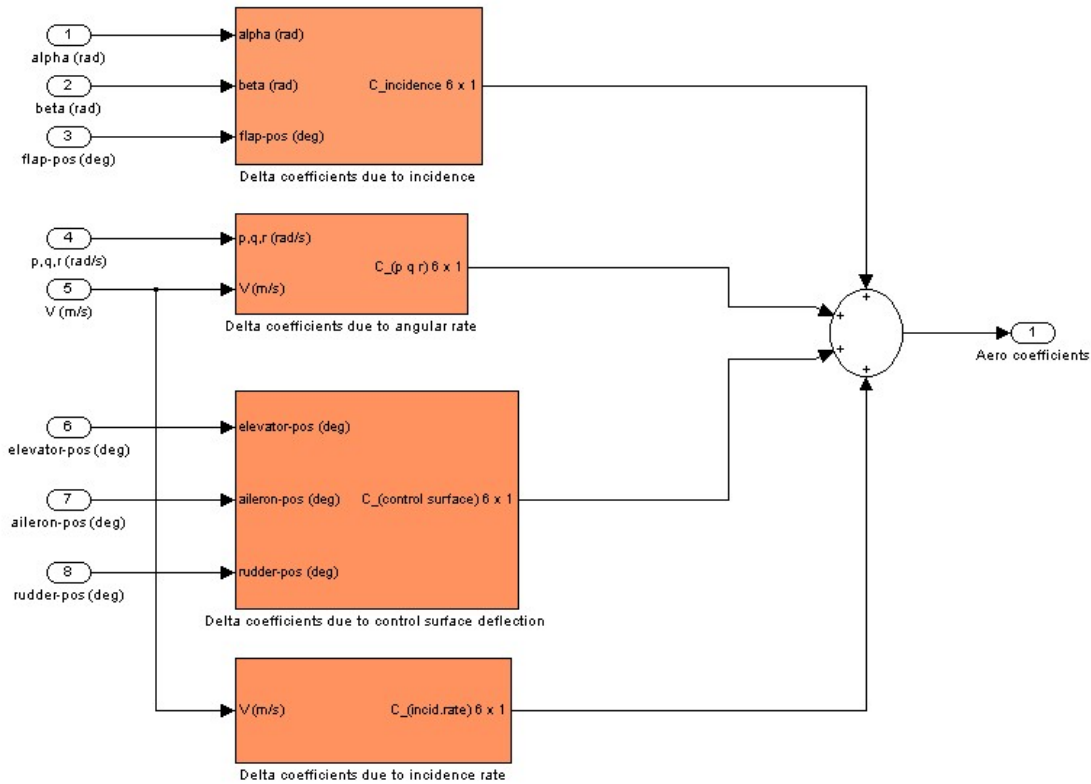 1
alpha (rad)
2
beta (rad)
3
flap-pos (deg)
alpha (rad)
beta (rad)
flap-pos (deg)
C_incidence 6 x 1
Delta coefficients due to incidence
4
p,q,r (rad/s)
5
V (m/s)
p,q,r (rad/s)
V (m/s)
C_(p q r) 6 x 1
Delta coefficients due to angular rate
+
+
+
+
1
Aero coefficients
6
elevator-pos (deg)
7
aileron-pos (deg)
8
rudder-pos (deg)
elevator-pos (deg)
aileron-pos (deg)
rudder-pos (deg)
C_(control surface) 6 x 1
Delta coefficients due to control surface deflection
V (m/s)
C_(incid.rate) 6 x 1
Delta coefficients due to incidence rate